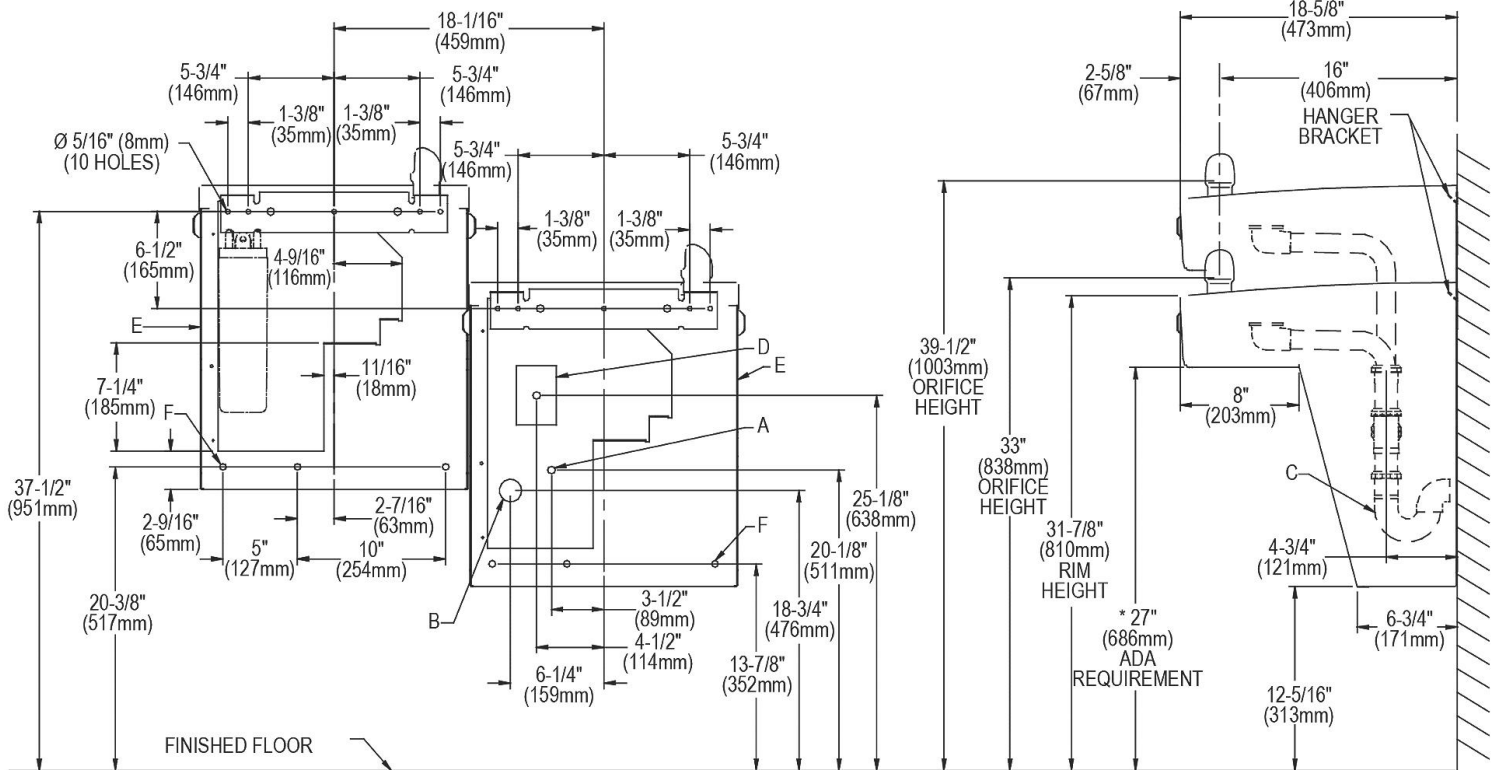 18-1/16"
(459mm)
5-3/4"
(146mm)
5-3/4"
(146mm)
1-3/8"
(35mm)
1-3/8"
(35mm)
Ø 5/16" (8mm)
(10 HOLES)
5-3/4"
(146mm)
5-3/4"
(146mm)
1-3/8"
(35mm)
1-3/8"
(35mm)
6-1/2"
(165mm)
4-9/16"
(116mm)
E
D
E
11/16"
(18mm)
7-1/4"
(185mm)
F
A
37-1/2"
(951mm)
2-9/16"
(65mm)
2-7/16"
(63mm)
5"
(127mm)
10"
(254mm)
F
25-1/8"
(638mm)
20-1/8"
(511mm)
20-3/8"
(517mm)
B
3-1/2"
(89mm)
18-3/4"
(476mm)
4-1/2"
(114mm)
6-1/4"
(159mm)
13-7/8"
(352mm)
FINISHED FLOOR
18-5/8"
(473mm)
2-5/8"
(67mm)
16"
(406mm)
HANGER
BRACKET
39-1/2"
(1003mm)
ORIFICE
HEIGHT
8"
(203mm)
33"
(838mm)
ORIFICE
HEIGHT
C
31-7/8"
(810mm)
RIM
HEIGHT
4-3/4"
(121mm)
* 27"
(686mm)
ADA
REQUIREMENT
6-3/4"
(171mm)
12-5/16"
(313mm)